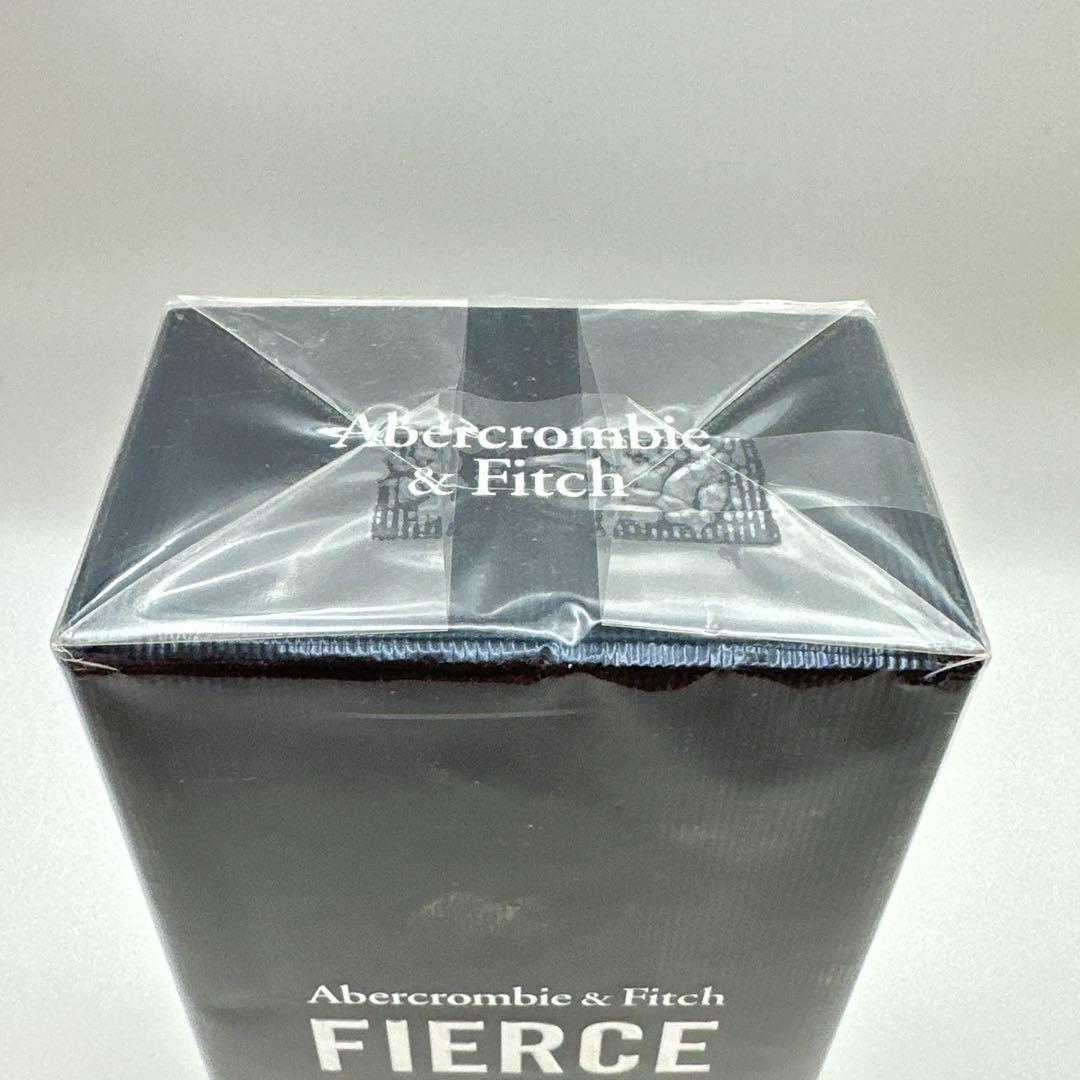 Abercrombie
& Fitch
Abercrombie & Fitch
FIERCE